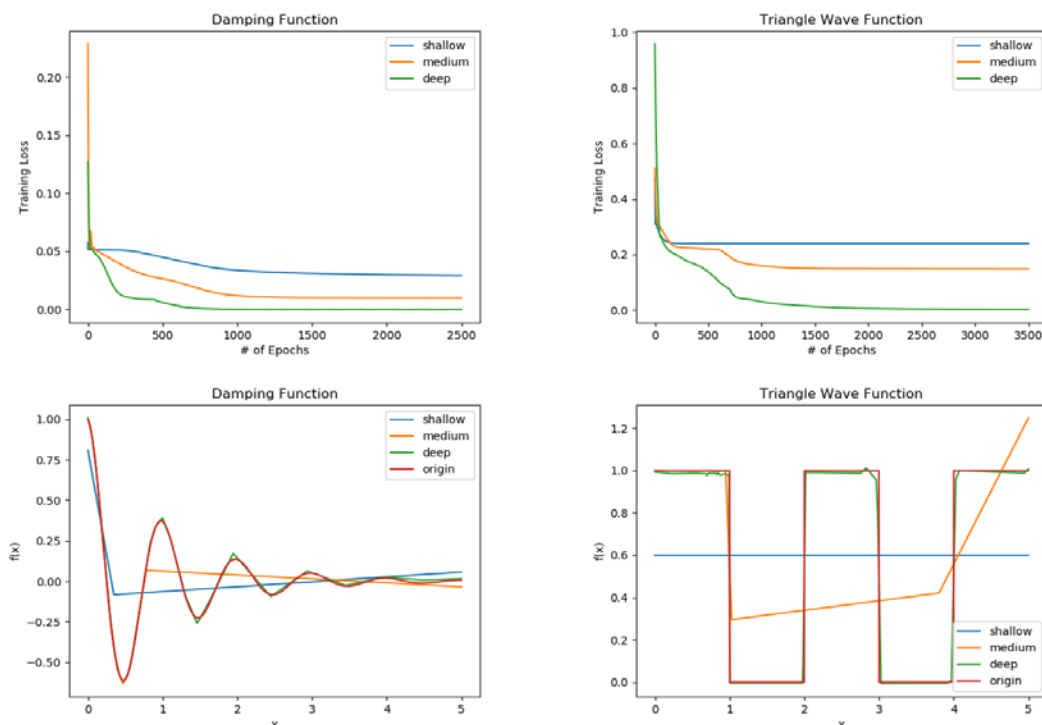 Damping Function
Training Loss
0.20
0.15
0.10
0.05
0.00
shallow
medium
deep
0 500 1000 1500 2000 2500
# of Epochs
Triangle Wave Function
Training Loss
1.0
0.8
0.6
0.4
0.2
0.0
shallow
medium
deep
0 500 1000 1500 2000 2500 3000 3500
# of Epochs
Damping Function
f(x)
1.00
0.75
0.50
0.25
0.00
−0.25
−0.50
shallow
medium
deep
origin
0 1 2 3 4 5
x
Triangle Wave Function
f(x)
1.2
1.0
0.8
0.6
0.4
0.2
0.0
shallow
medium
deep
origin
0 1 2 3 4 5
x